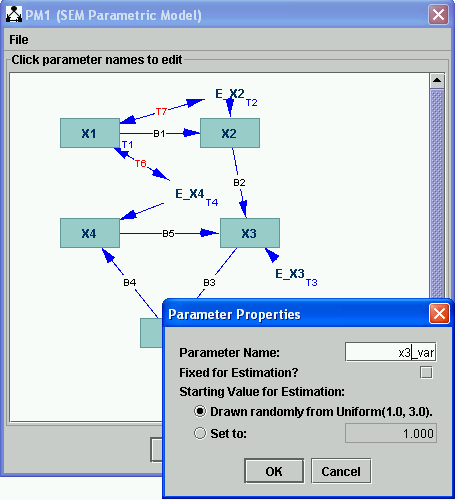 PM1 (SEM Parametric Model)
File
Click parameter names to edit
E_X2
T7
T2
X1
B1
X2
T1
T6
B2
E_X4
T4
X4
B5
X3
E_X3
T3
B4
B3
Parameter Properties
Parameter Name: x3_var
Fixed for Estimation?
Starting Value for Estimation:
Drawn randomly from Uniform(1.0, 3.0).
Set to: 1.000
OK Cancel